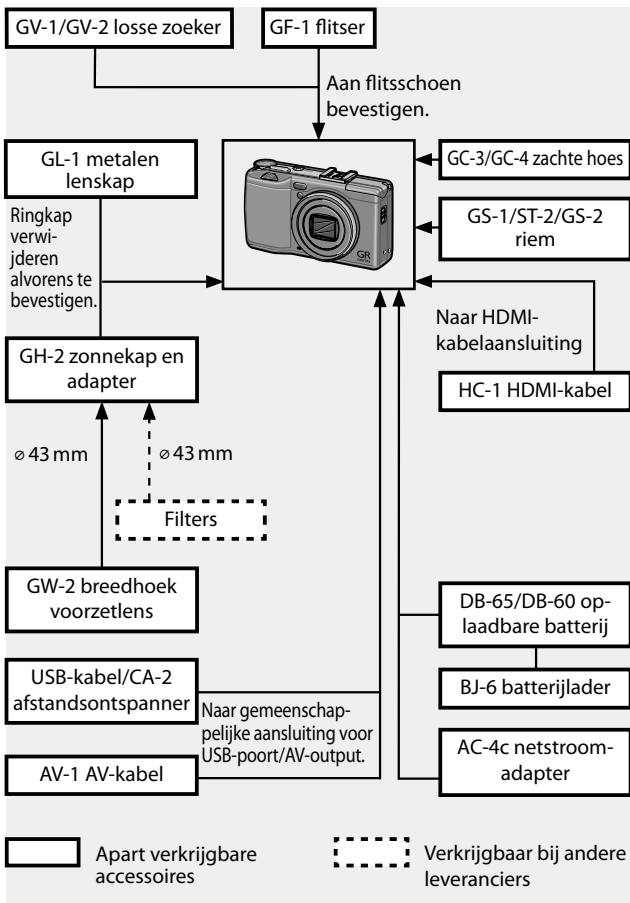 GV-1/GV-2 losse zoeker
GF-1 flitser
Aan flitsschoen
bevestigen.
GL-1 metalen
lenskap
GC-3/GC-4 zachte hoes
GS-1/ST-2/GS-2
riem
Ringkap
verwi-
jderen
alvorens te
bevestigen.
GR
DIGITAL
Naar HDMI-
kabelaansluiting
GH-2 zonnekap en
adapter
HC-1 HDMI-kabel
⌀ 43 mm
⌀ 43 mm
Filters
GW-2 breedhoek
voorzetlens
DB-65/DB-60 op-
laadbare batterij
USB-kabel/CA-2
afstandsontspanner
BJ-6 batterijlader
Naar gemeenschap-
pelijke aansluiting voor
USB-poort/AV-output.
AV-1 AV-kabel
AC-4c netstroom-
adapter
Apart verkrijgbare
accessoires
Verkrijgbaar bij andere
leveranciers